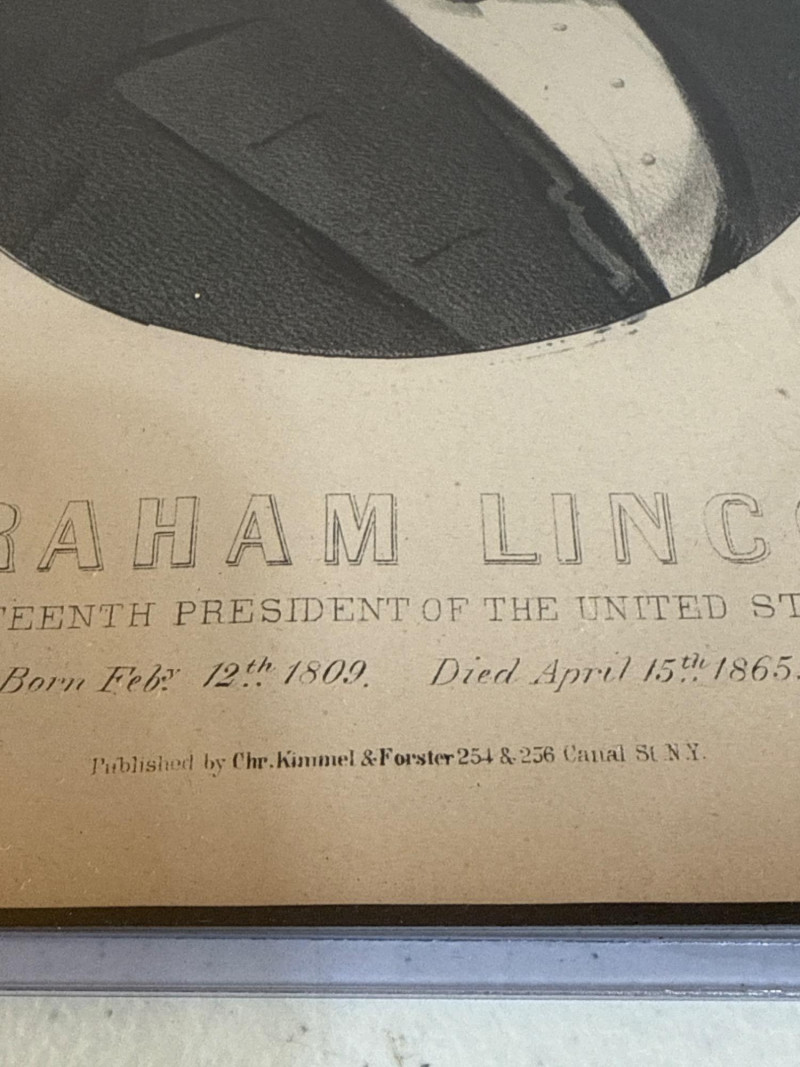 RAHAM LINC
TEENTH PRESIDENT OF THE UNITED ST
Born Feby. 12th. 1809. Died April 15th. 1865.
Published by Chr. Kimmel & Forster 254 & 256 Canal St. N.Y.